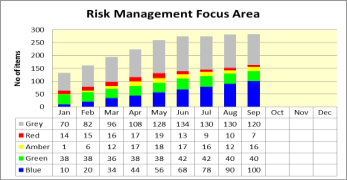 Risk Management Focus Area
No of items
300
250
200
150
100
50
0
Jan Feb Mar Apr May Jun Jul Aug Sep Oct Nov Dec
Grey 70 82 96 108 128 134 130 130 120
Red 14 15 16 17 19 13 9 10 7
Amber 1 6 12 17 18 17 16 12 16
Green 38 38 36 38 38 42 42 40 40
Blue 10 20 34 44 56 68 78 90 100